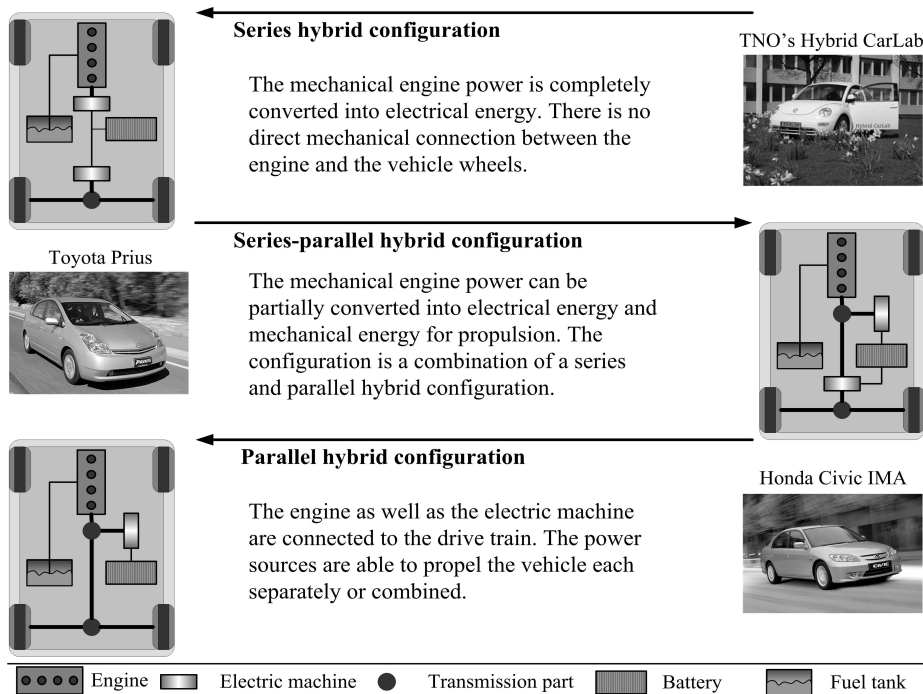 Series hybrid configuration
TNO's Hybrid CarLab
The mechanical engine power is completely
converted into electrical energy. There is no
direct mechanical connection between the
engine and the vehicle wheels.
Hybrid CarLab
Series-parallel hybrid configuration
Toyota Prius
The mechanical engine power can be
partially converted into electrical energy and
mechanical energy for propulsion. The
configuration is a combination of a series
and parallel hybrid configuration.
PRIUS
Parallel hybrid configuration
Honda Civic IMA
The engine as well as the electric machine
are connected to the drive train. The power
sources are able to propel the vehicle each
separately or combined.
CIVIC
Engine
Electric machine
Transmission part
Battery
Fuel tank